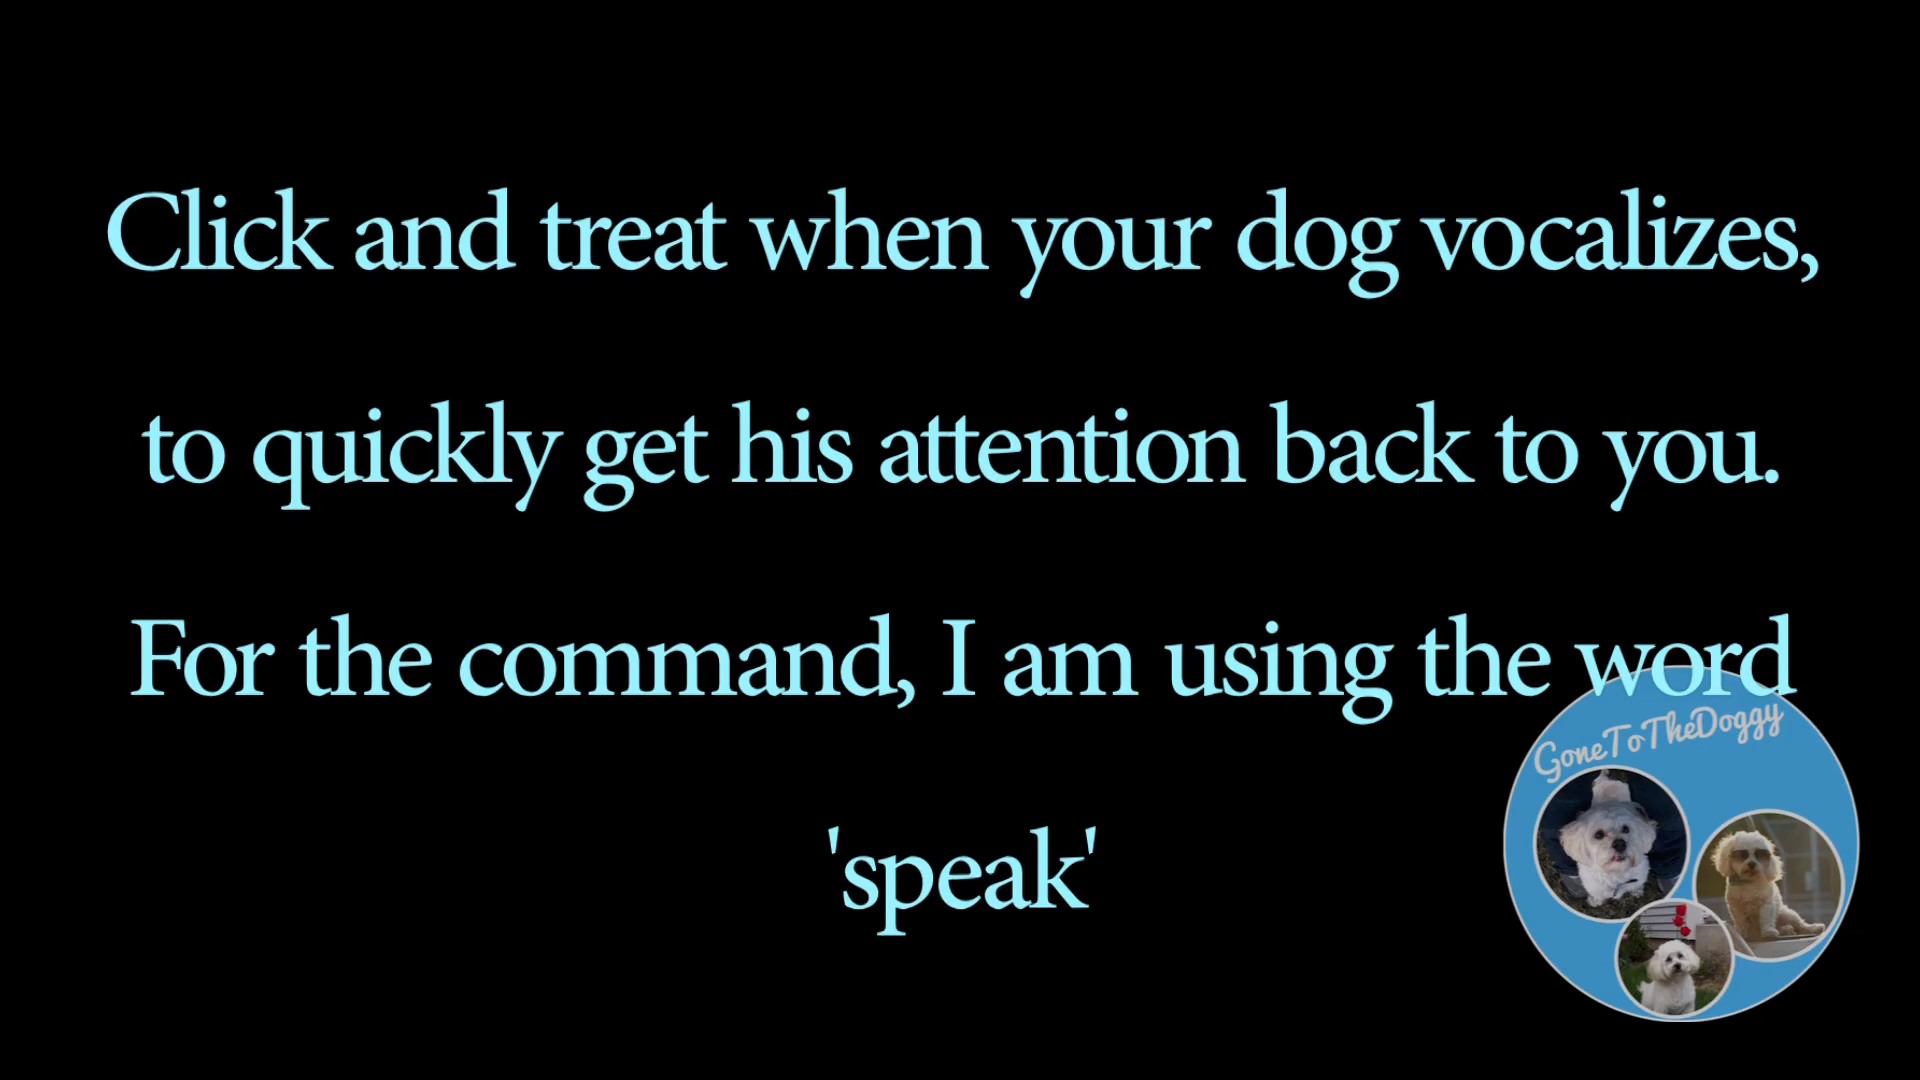 Click and treat when your dog vocalizes,
to quickly get his attention back to you.
For the command, I am using the word
'speak'
GoneToTheDoggy